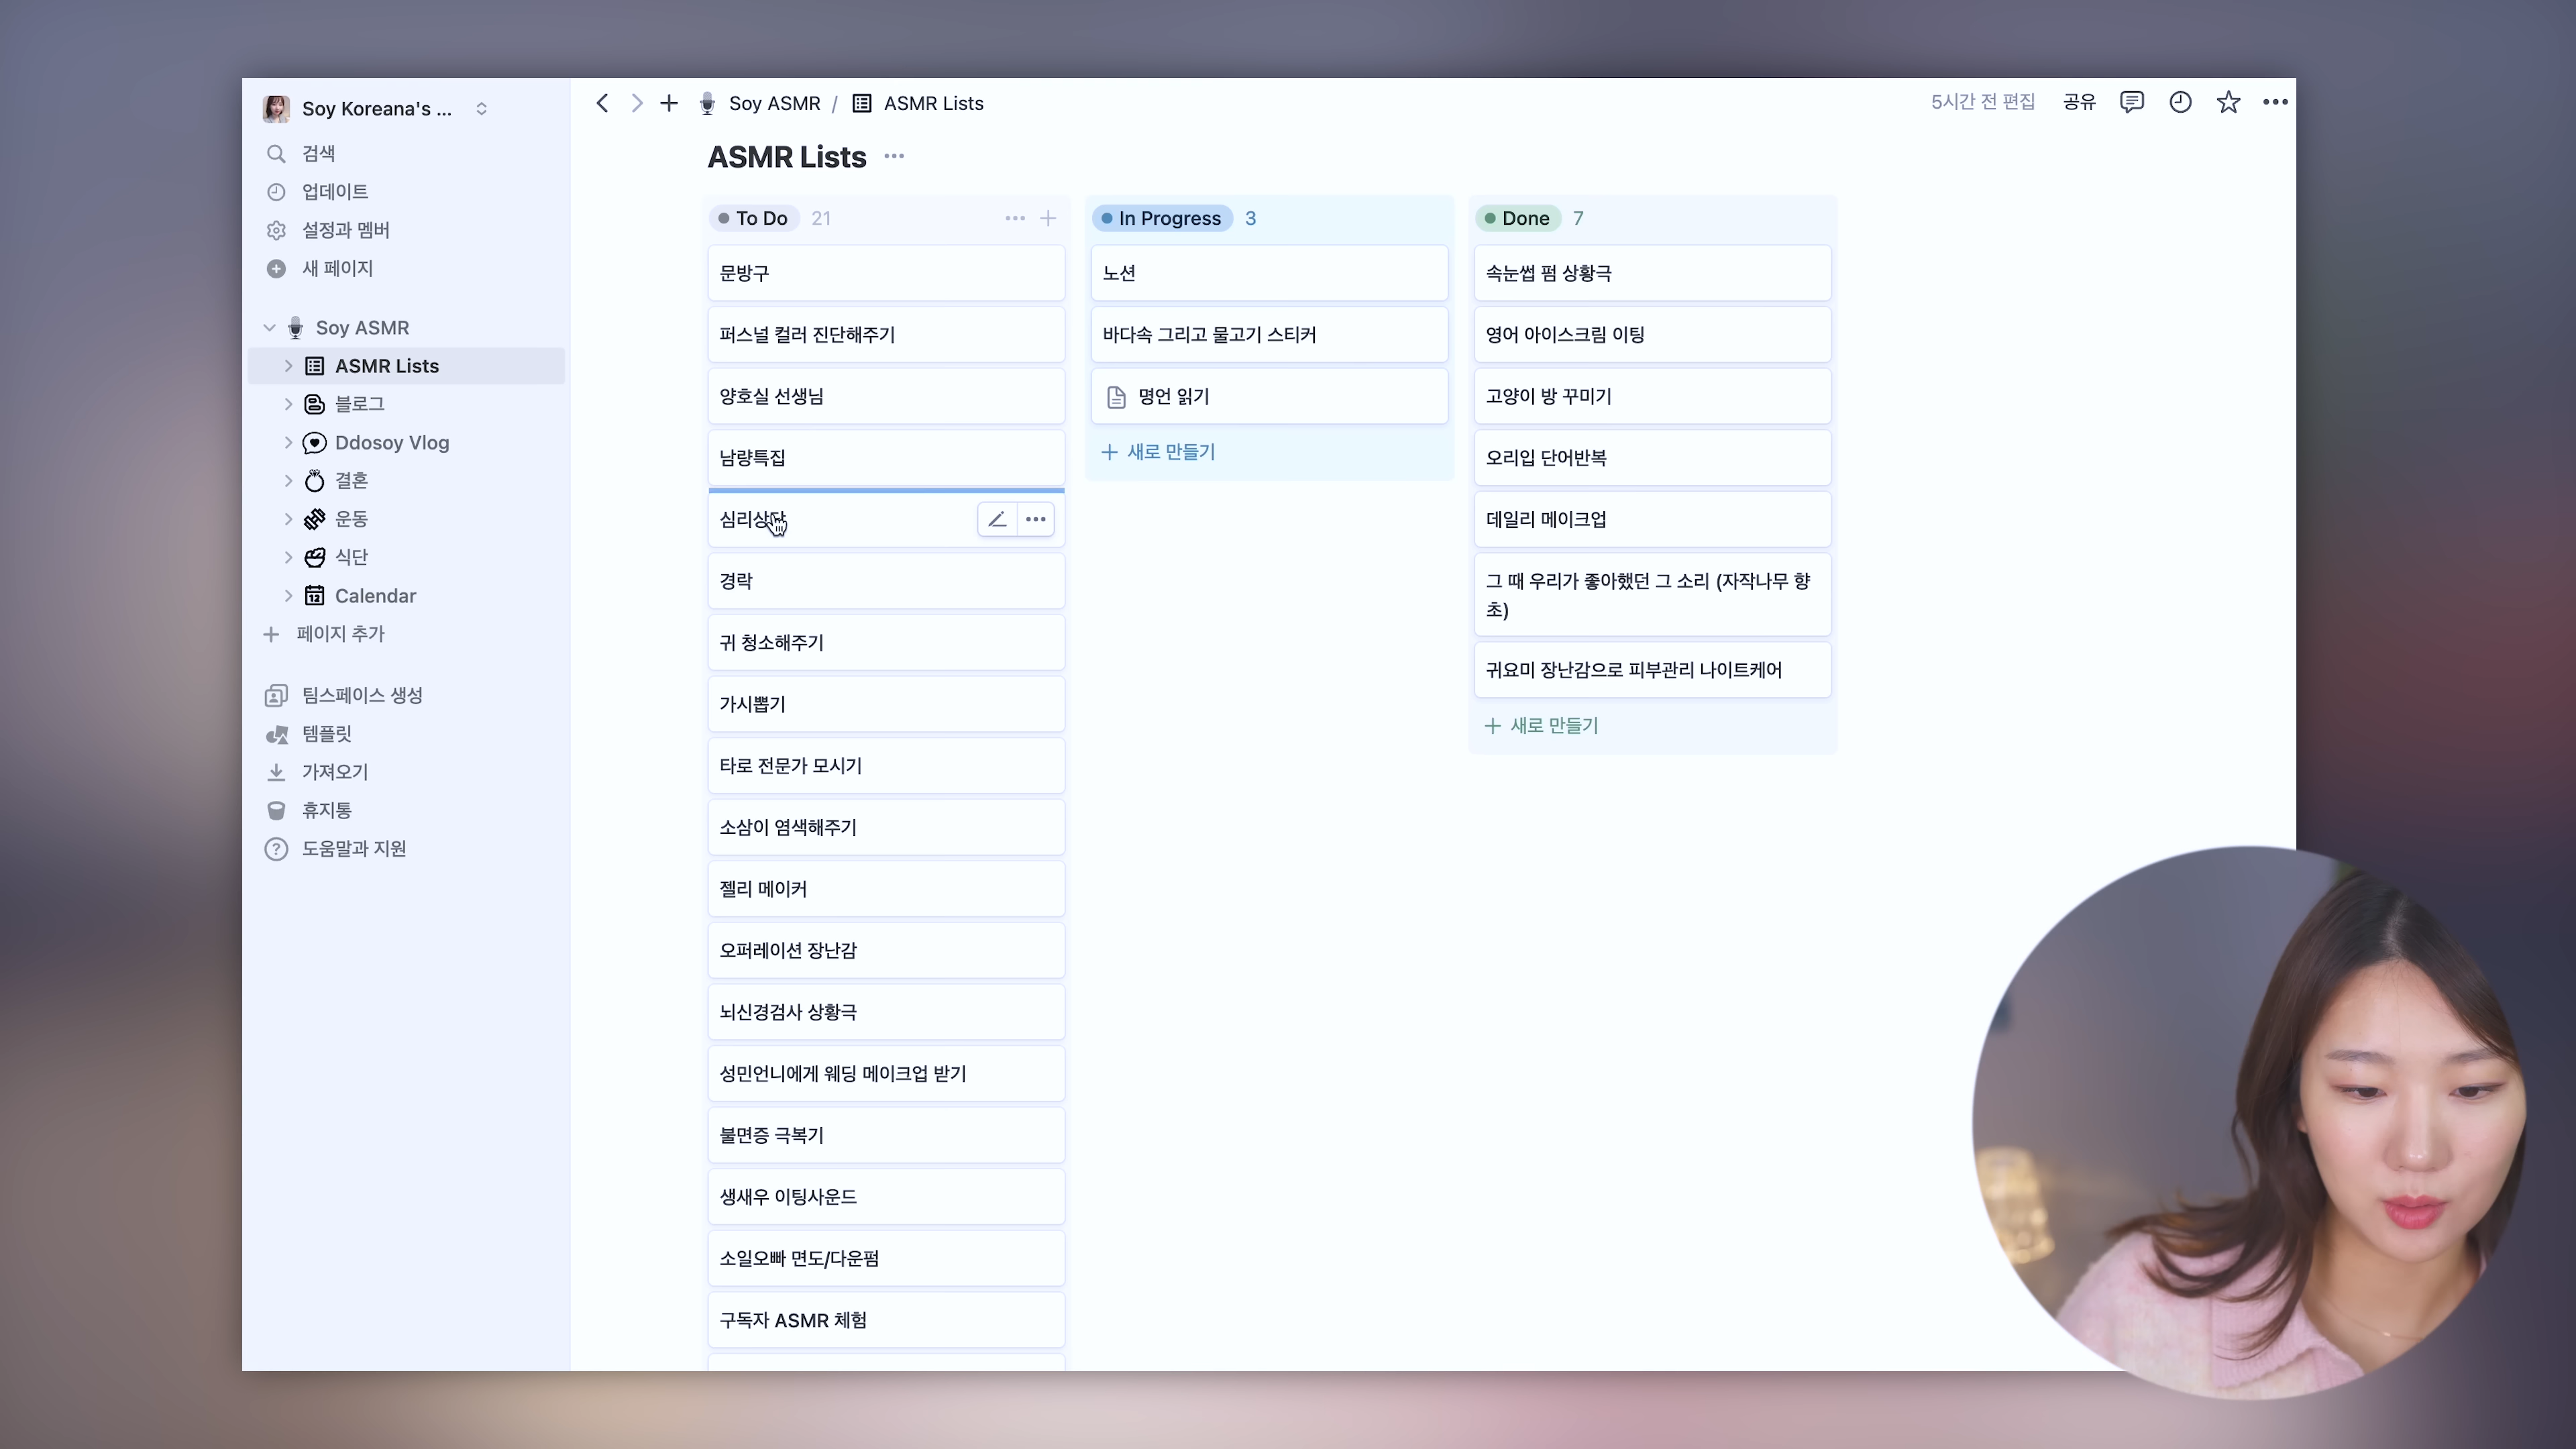 Soy Koreana's ...
검색
업데이트
설정과 멤버
새 페이지
Soy ASMR
ASMR Lists
블로그
Ddosoy Vlog
결혼
운동
식단
Calendar
페이지 추가
팀스페이스 생성
템플릿
가져오기
휴지통
도움말과 지원
Soy ASMR / ASMR Lists
5시간 전 편집 공유
ASMR Lists
To Do 21
문방구
퍼스널 컬러 진단해주기
양호실 선생님
남량특집
심리상담
경락
귀 청소해주기
가시뽑기
타로 전문가 모시기
소삼이 염색해주기
젤리 메이커
오퍼레이션 장난감
뇌신경검사 상황극
성민언니에게 웨딩 메이크업 받기
불면증 극복기
생새우 이팅사운드
소일오빠 면도/다운펌
구독자 ASMR 체험
In Progress 3
노션
바다속 그리고 물고기 스티커
명언 읽기
새로 만들기
Done 7
속눈썹 펌 상황극
영어 아이스크림 이팅
고양이 방 꾸미기
오리입 단어반복
데일리 메이크업
그 때 우리가 좋아했던 그 소리 (자작나무 향
초)
귀요미 장난감으로 피부관리 나이트케어
새로 만들기